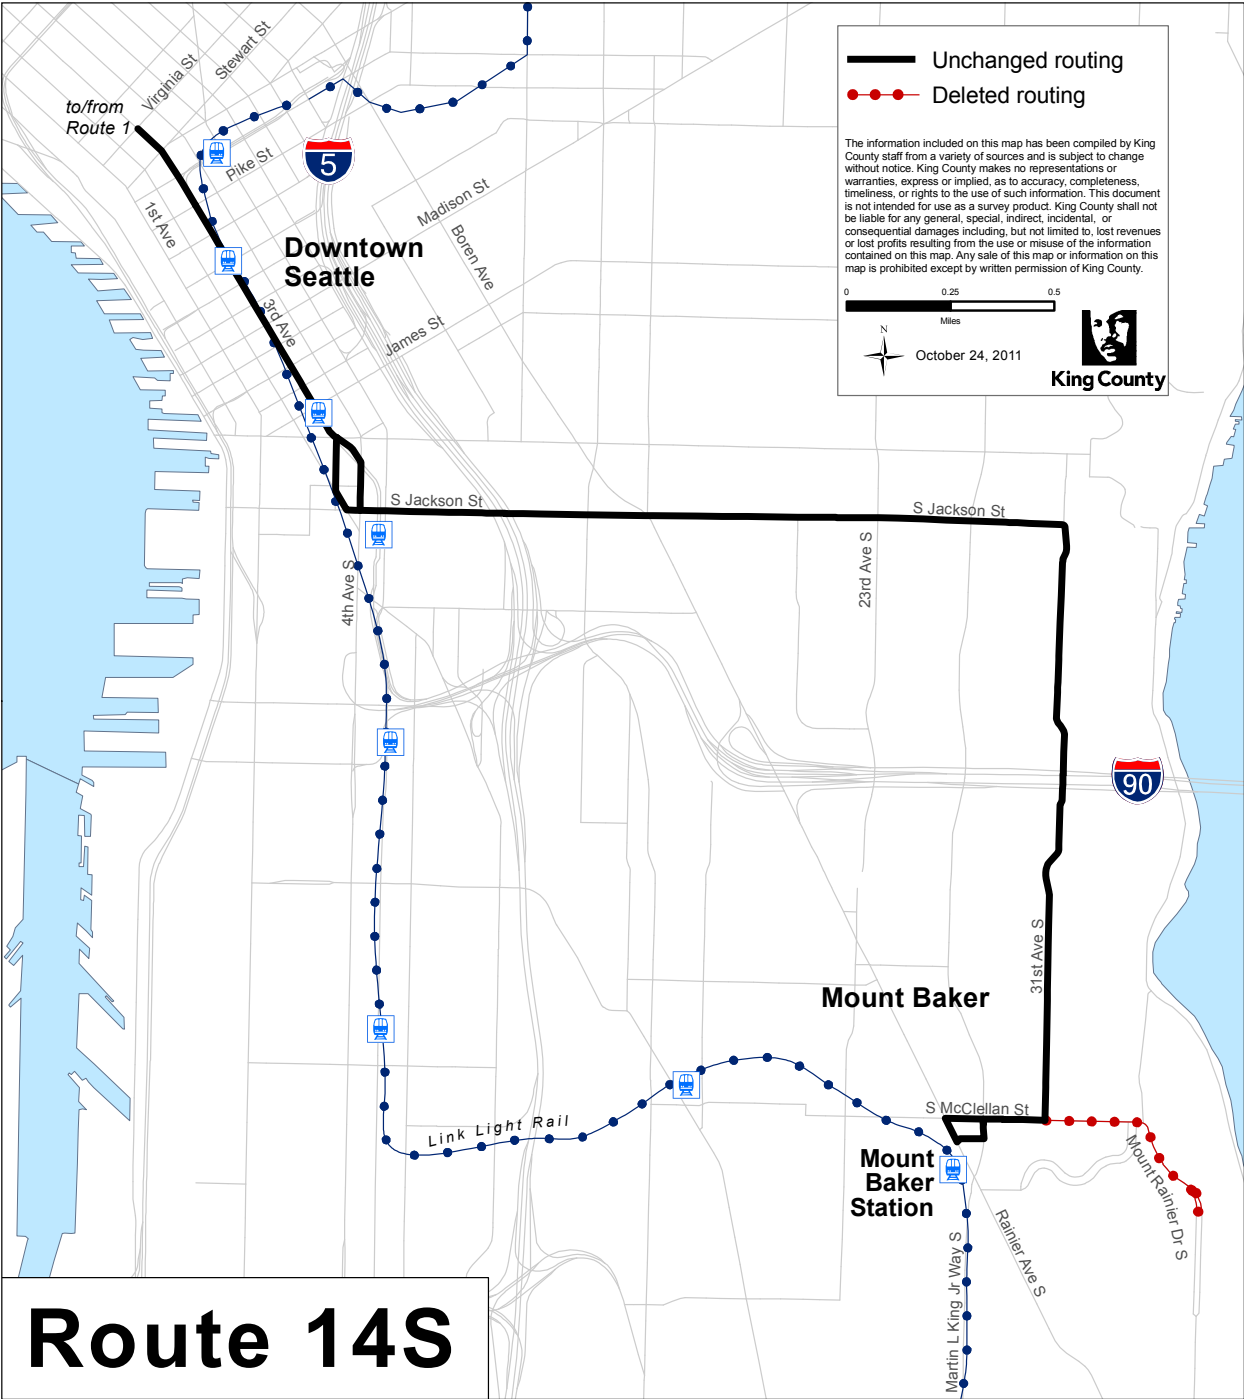 Unchanged routing
Deleted routing
The information included on this map has been compiled by King
County staff from a variety of sources and is subject to change
without notice. King County makes no representations or
warranties, express or implied, as to accuracy, completeness,
timeliness, or rights to the use of such information. This document
is not intended for use as a survey product. King County shall not
be liable for any general, special, indirect, incidental, or
consequential damages including, but not limited to, lost revenues
or lost profits resulting from the use or misuse of the information
contained on this map. Any sale of this map or information on this
map is prohibited except by written permission of King County.
0 0.25 0.5
Miles
N
October 24, 2011
King County
Stewart St
Virginia St
to/from
Route 1
Pike St
5
1st Ave
Madison St
Boren Ave
Downtown
Seattle
3rd Ave
James St
S Jackson St
S Jackson St
4th Ave S
23rd Ave S
90
31st Ave S
Mount Baker
S McClellan St
Link Light Rail
Mount
Baker
Station
Mount Rainier Dr S
Rainier Ave S
Martin L King Jr Way S
Route 14S